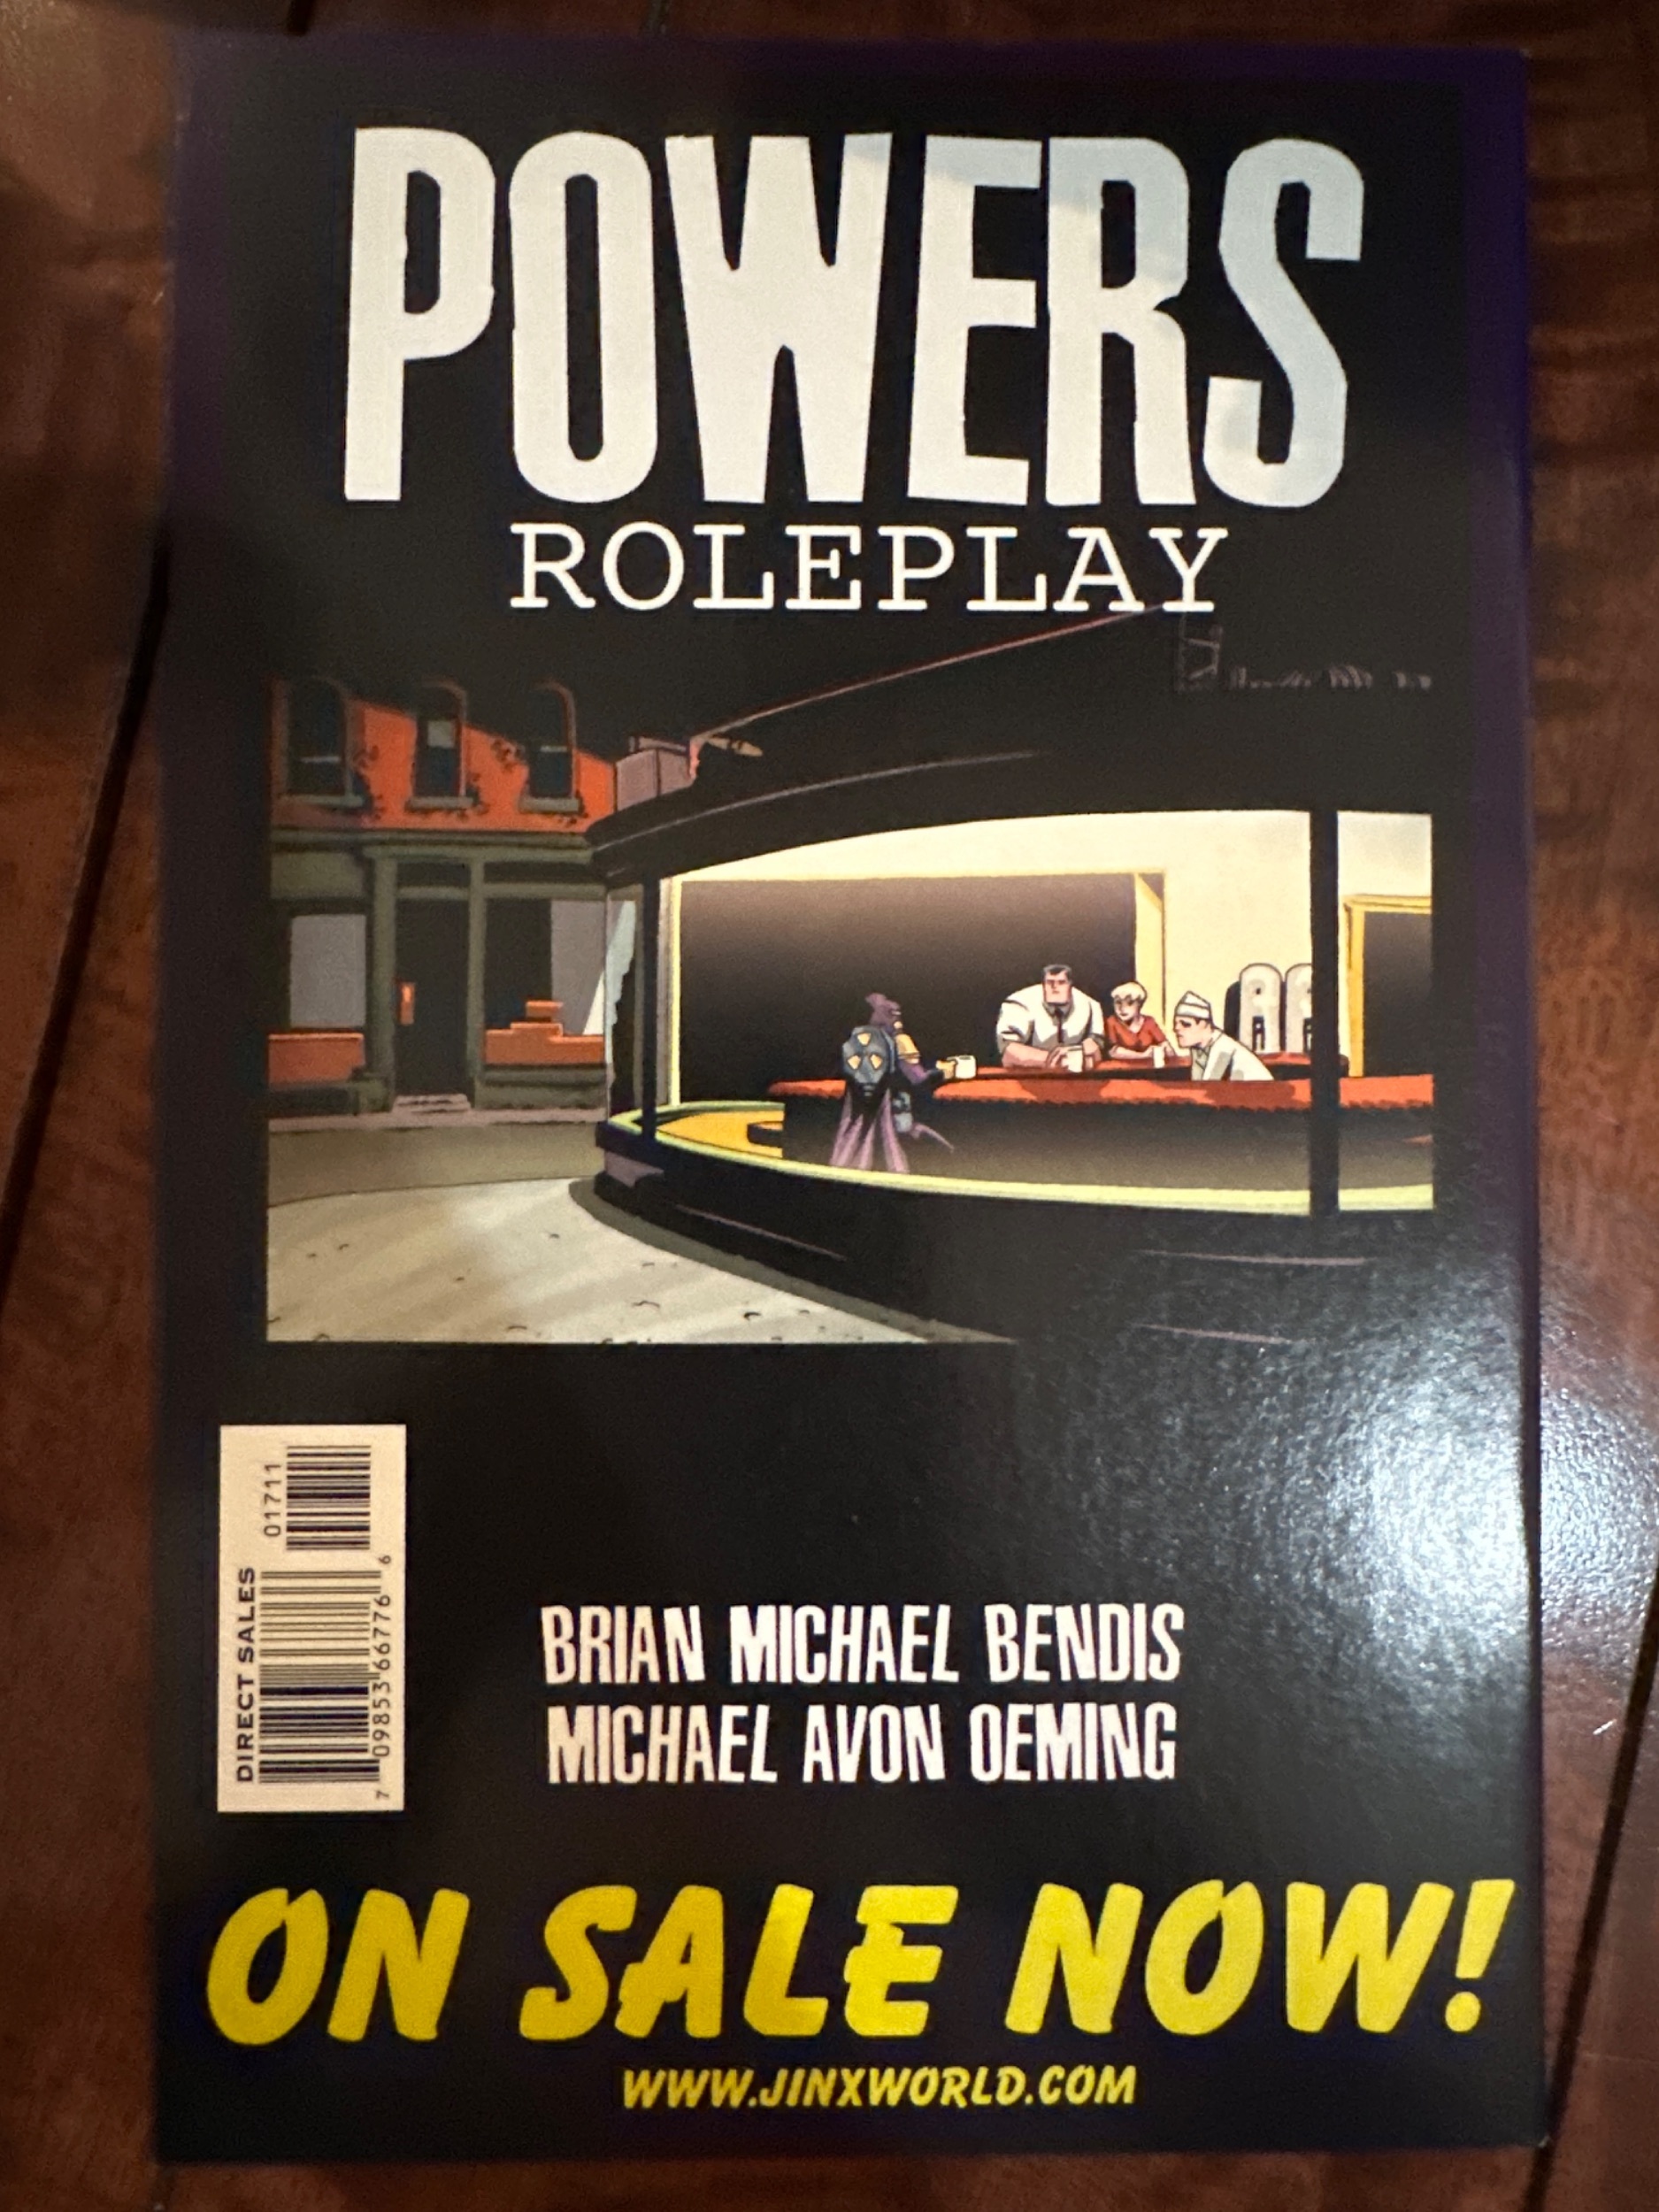 POWERS
ROLEPLAY
DIRECT SALES
01711
7 09853 66776 6
BRIAN MICHAEL BENDIS
MICHAEL AVON OEMING
ON SALE NOW!
WWW.JINXWORLD.COM